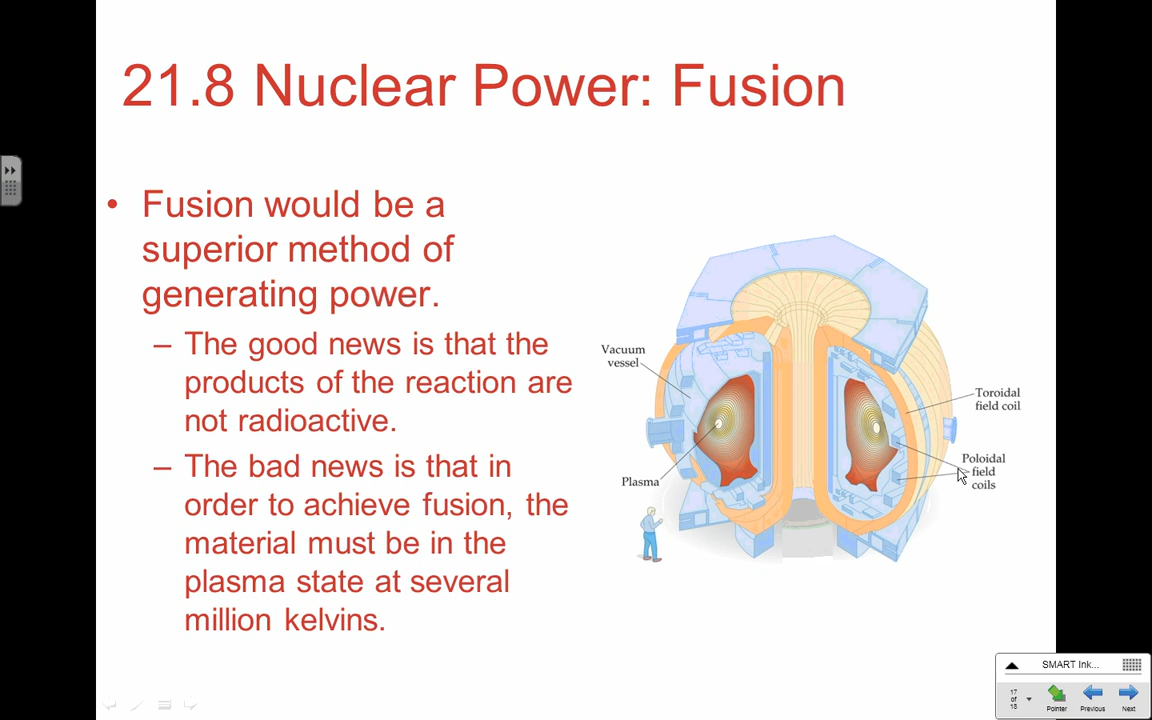 21.8 Nuclear Power: Fusion
• Fusion would be a
superior method of
generating power.
– The good news is that the
products of the reaction are
not radioactive.
– The bad news is that in
order to achieve fusion, the
material must be in the
plasma state at several
million kelvins.
Vacuum
vessel
Plasma
Toroidal
field coil
Poloidal
field
coils
SMART Ink...
17
of
18
Pointer
Previous
Next